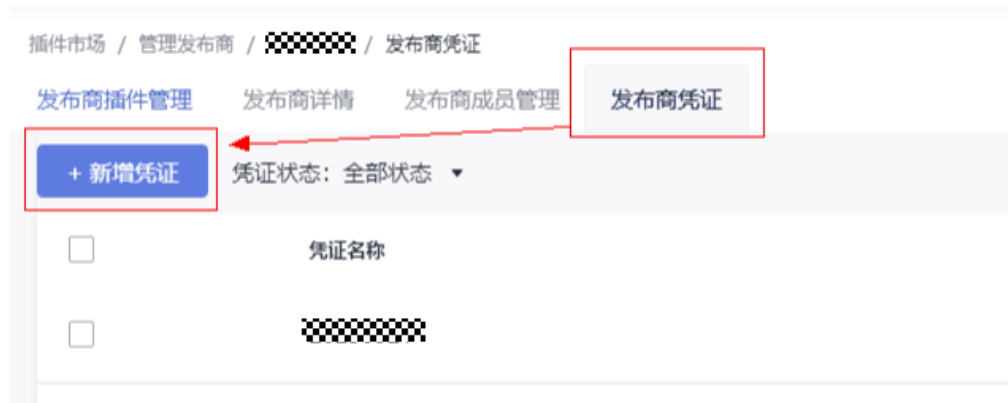 插件市场 / 管理发布商 / / 发布商凭证
发布商插件管理 发布商详情 发布商成员管理 发布商凭证
+ 新增凭证 凭证状态：全部状态
凭证名称